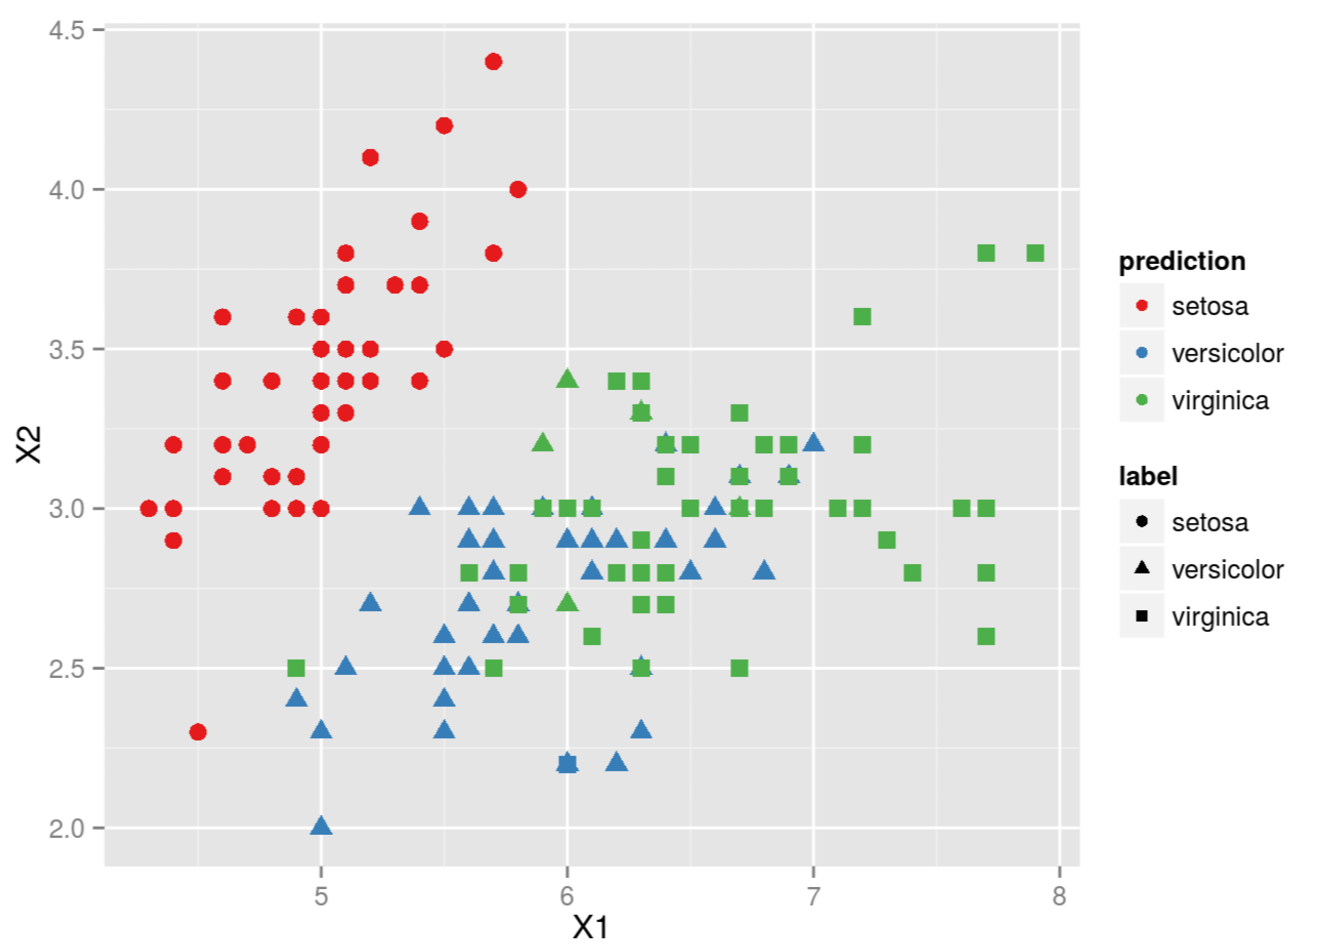 4.5
4.0
3.5
3.0
2.5
2.0
X2
5
6
7
8
X1
prediction
setosa
versicolor
virginica
label
setosa
versicolor
virginica